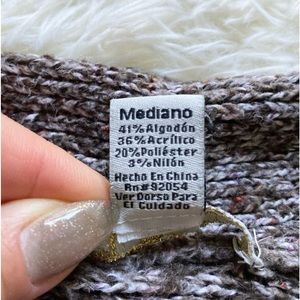 Mediano
41%Algodón
36%Acrílico
20%Poliéster
3%Nilón
Hecho En China
Rn#92054
Ver Dorso Para
El Cuidado